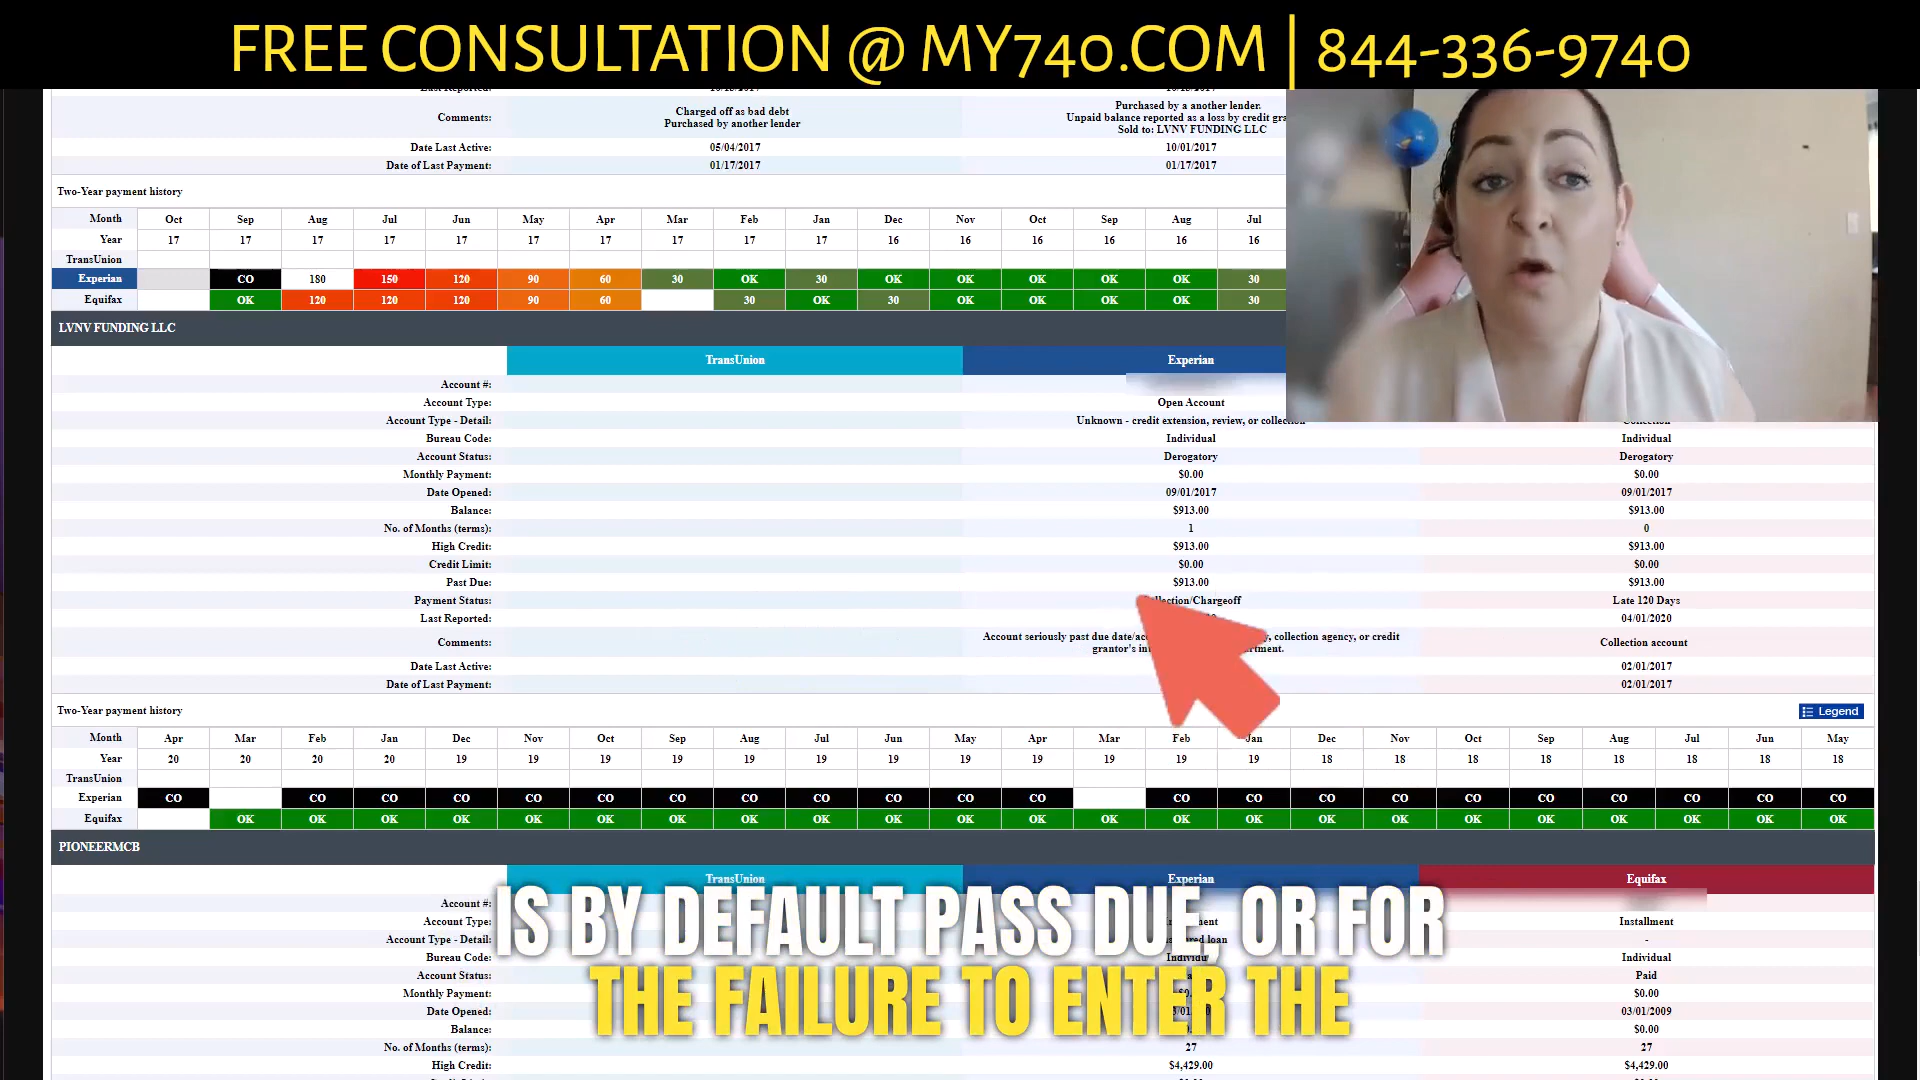 FREE CONSULTATION @ MY740.COM | 844-336-9740
Charged off as bad debt
Purchased by another lender
Comments:
Purchased by a another lender.
Unpaid balance reported as a loss by credit gra
Sold to: LVNV FUNDING LLC
Date Last Active: 05/04/2017 10/01/2017
Date of Last Payment: 01/17/2017 01/17/2017
Two-Year payment history
Month Oct Sep Aug Jul Jun May Apr Mar Feb Jan Dec Nov Oct Sep Aug Jul
Year 17 17 17 17 17 17 17 17 17 17 16 16 16 16 16 16
TransUnion
Experian CO 180 150 120 90 60 30 OK 30 OK OK OK OK OK 30
Equifax OK 120 120 120 90 60 30 OK 30 OK OK OK OK 30
LVNV FUNDING LLC
TransUnion Experian
Account #:
Account Type: Open Account
Account Type - Detail: Unknown - credit extension, review, or collection
Bureau Code: Individual Individual
Account Status: Derogatory Derogatory
Monthly Payment: $0.00 $0.00
Date Opened: 09/01/2017 09/01/2017
Balance: $913.00 $913.00
No. of Months (terms): 1 0
High Credit: $913.00 $913.00
Credit Limit: $0.00 $0.00
Past Due: $913.00 $913.00
Payment Status: Collection/Chargeoff Late 120 Days
Last Reported: 04/01/2020
Comments: Account seriously past due date/ac y, collection agency, or credit
grantor's in rtment.
Collection account
Date Last Active: 02/01/2017
Date of Last Payment: 02/01/2017
Two-Year payment history Legend
Month Apr Mar Feb Jan Dec Nov Oct Sep Aug Jul Jun May Apr Mar Feb Jan Dec Nov Oct Sep Aug Jul Jun May
Year 20 20 20 20 19 19 19 19 19 19 19 19 19 19 19 19 18 18 18 18 18 18 18 18
TransUnion
Experian CO CO CO CO CO CO CO CO CO CO CO CO CO CO CO CO CO CO CO CO CO CO
Equifax OK OK OK OK OK OK OK OK OK OK OK OK OK OK OK OK OK OK OK OK OK OK OK
PIONEERMCB
TransUnion Experian Equifax
Account #:
Account Type: Installment
Account Type - Detail: -
Bureau Code: Individual
Account Status: Paid
Monthly Payment: $0.00
Date Opened: 03/01/2009
Balance: $0.00
No. of Months (terms): 27 27
High Credit: $4,429.00 $4,429.00
IS BY DEFAULT PASS DUE, OR FOR
THE FAILURE TO ENTER THE